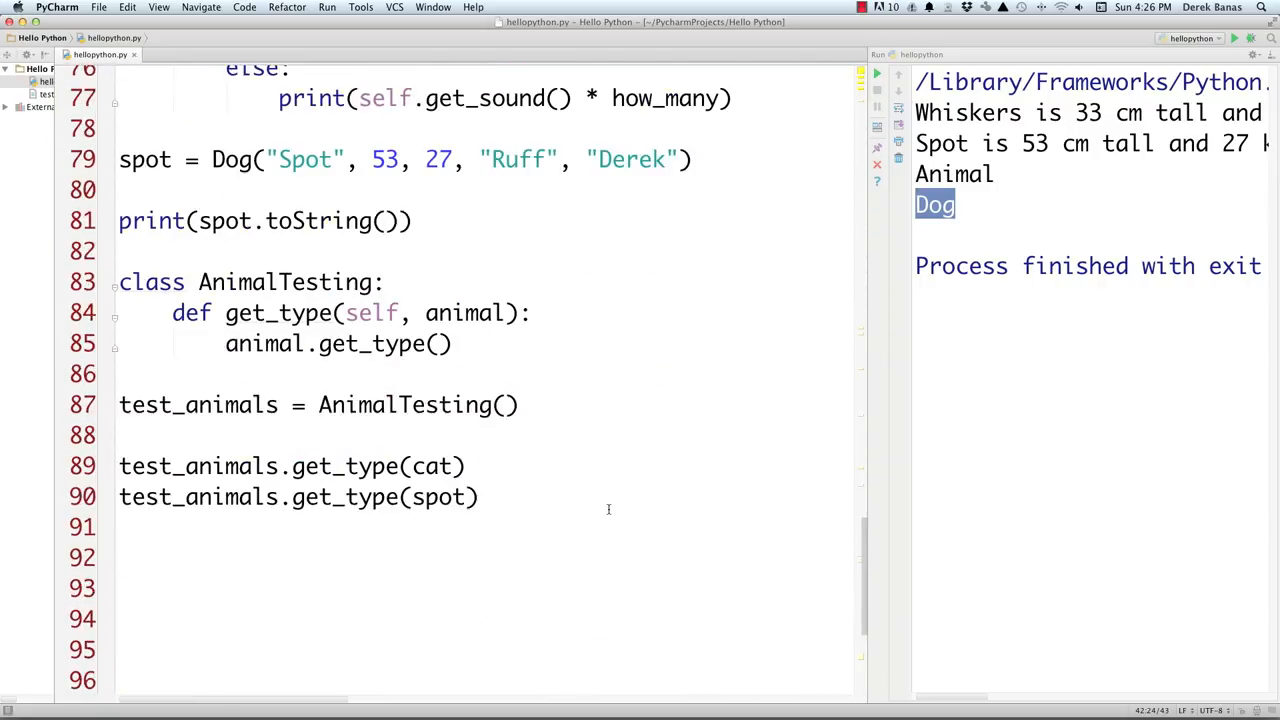 PyCharm File Edit View Navigate Code Refactor Run Tools VCS Window Help
10
Sun 4:26 PM Derek Banas
hellopython.py – Hello Python – [~/PycharmProjects/Hello Python]
Hello Python hellopython.py
hellopython
hellopython.py
Run hellopython
Hello P
hell
test
Externa
76 else:
77 print(self.get_sound() * how_many)
78
79 spot = Dog("Spot", 53, 27, "Ruff", "Derek")
80
81 print(spot.toString())
82
83 class AnimalTesting:
84 def get_type(self, animal):
85 animal.get_type()
86
87 test_animals = AnimalTesting()
88
89 test_animals.get_type(cat)
90 test_animals.get_type(spot)
91
92
93
94
95
96
/Library/Frameworks/Python.
Whiskers is 33 cm tall and
Spot is 53 cm tall and 27 k
Animal
Dog
Process finished with exit
42:24/43 LF UTF-8